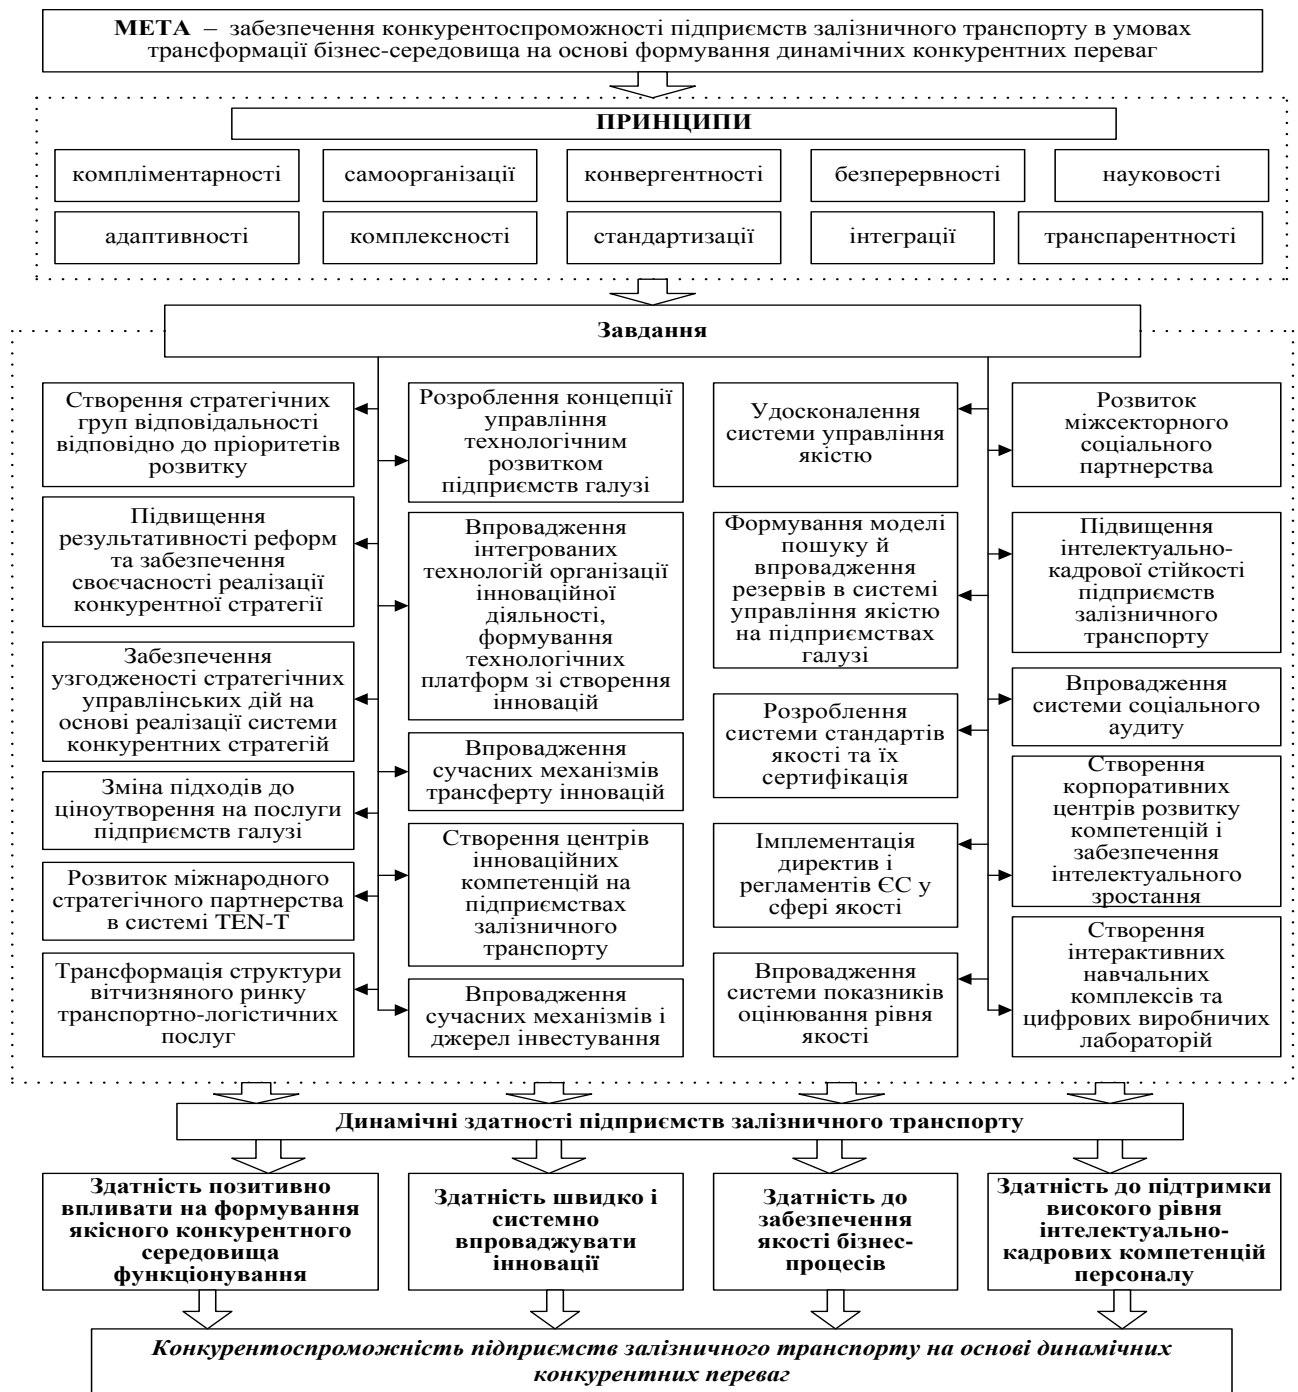 МЕТА – забезпечення конкурентоспроможності підприємств залізничного транспорту в умовах
трансформації бізнес-середовища на основі формування динамічних конкурентних переваг
ПРИНЦИПИ
компліментарності
самоорганізації
конвергентності
безперервності
науковості
адаптивності
комплексності
стандартизації
інтеграції
транспарентності
Завдання
Створення стратегічних
груп відповідальності
відповідно до пріоритетів
розвитку
Підвищення
результативності реформ
та забезпечення
своєчасності реалізації
конкурентної стратегії
Забезпечення
узгодженості стратегічних
управлінських дій на
основі реалізації системи
конкурентних стратегій
Зміна підходів до
ціноутворення на послуги
підприємств галузі
Розвиток міжнародного
стратегічного партнерства
в системі TEN-T
Трансформація структури
вітчизняного ринку
транспортно-логістичних
послуг
Розроблення концепції
управління
технологічним
розвитком
підприємств галузі
Впровадження
інтегрованих
технологій організації
інноваційної
діяльності,
формування
технологічних
платформ зі створення
інновацій
Впровадження
сучасних механізмів
трансферту інновацій
Створення центрів
інноваційних
компетенцій на
підприємствах
залізничного
транспорту
Впровадження
сучасних механізмів і
джерел інвестування
Удосконалення
системи управління
якістю
Формування моделі
пошуку й
впровадження
резервів в системі
управління якістю
на підприємствах
галузі
Розроблення
системи стандартів
якості та їх
сертифікація
Імплементація
директив і
регламентів ЄС у
сфері якості
Впровадження
системи показників
оцінювання рівня
якості
Розвиток
міжсекторного
соціального
партнерства
Підвищення
інтелектуально-
кадрової стійкості
підприємств
залізничного
транспорту
Впровадження
системи соціального
аудиту
Створення
корпоративних
центрів розвитку
компетенцій і
забезпечення
інтелектуального
зростання
Створення
інтерактивних
навчальних
комплексів та
цифрових виробничих
лабораторій
Динамічні здатності підприємств залізничного транспорту
Здатність позитивно
впливати на формування
якісного конкурентного
середовища
функціонування
Здатність швидко і
системно
впроваджувати
інновації
Здатність до
забезпечення
якості бізнес-
процесів
Здатність до підтримки
високого рівня
інтелектуально-
кадрових компетенцій
персоналу
Конкурентоспроможність підприємств залізничного транспорту на основі динамічних
конкурентних переваг